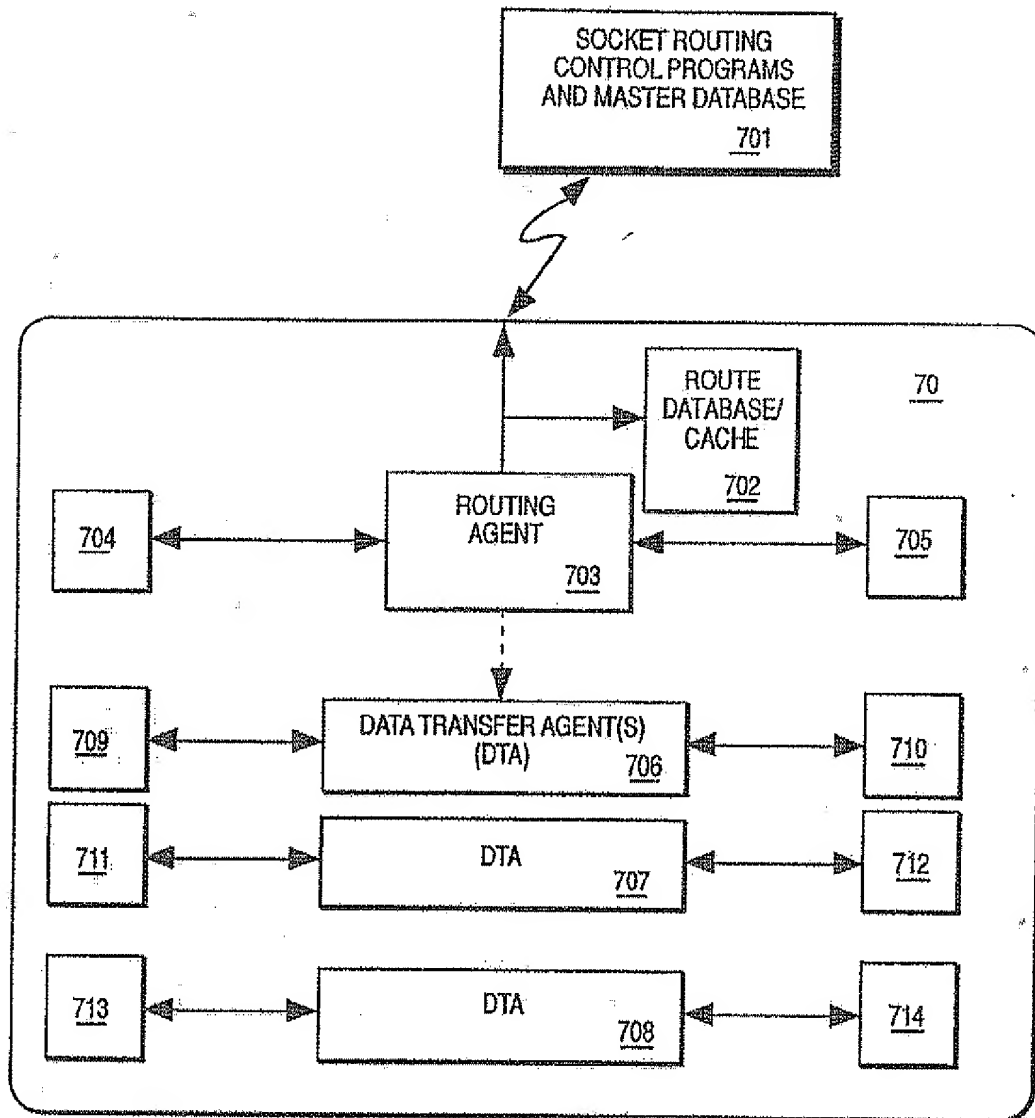 SOCKET ROUTING
CONTROL PROGRAMS
AND MASTER DATABASE
701
70
ROUTE
DATABASE/
CACHE
702
704
ROUTING
AGENT
703
705
709
DATA TRANSFER AGENT(S)
(DTA)
706
710
711
DTA
707
712
713
DTA
708
714